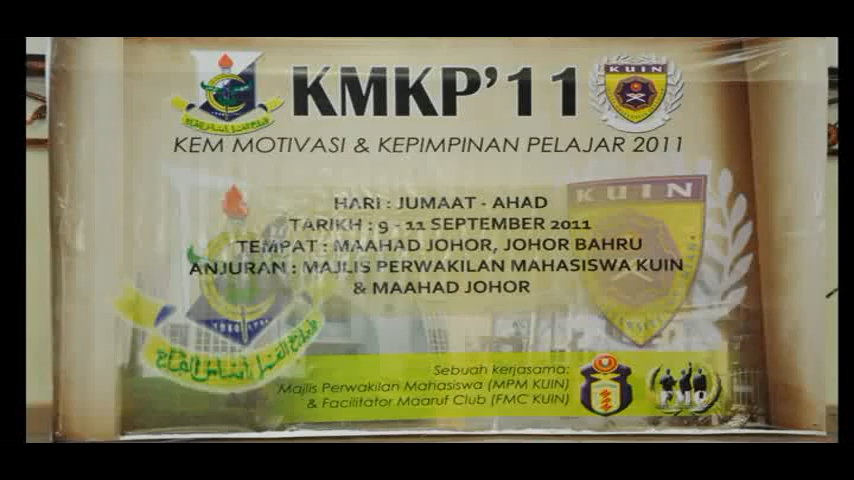 KMKP'11
KUIN
KEM MOTIVASI & KEPIMPINAN PELAJAR 2011
KUIN
HARI : JUMAAT - AHAD
TARIKH : 9 - 11 SEPTEMBER 2011
TEMPAT : MAAHAD JOHOR, JOHOR BAHRU
ANJURAN : MAJLIS PERWAKILAN MAHASISWA KUIN
& MAAHAD JOHOR
Sebuah kerjasama:
Majlis Perwakilan Mahasiswa (MPM KUIN)
& Facilitator Maaruf Club (FMC KUIN)